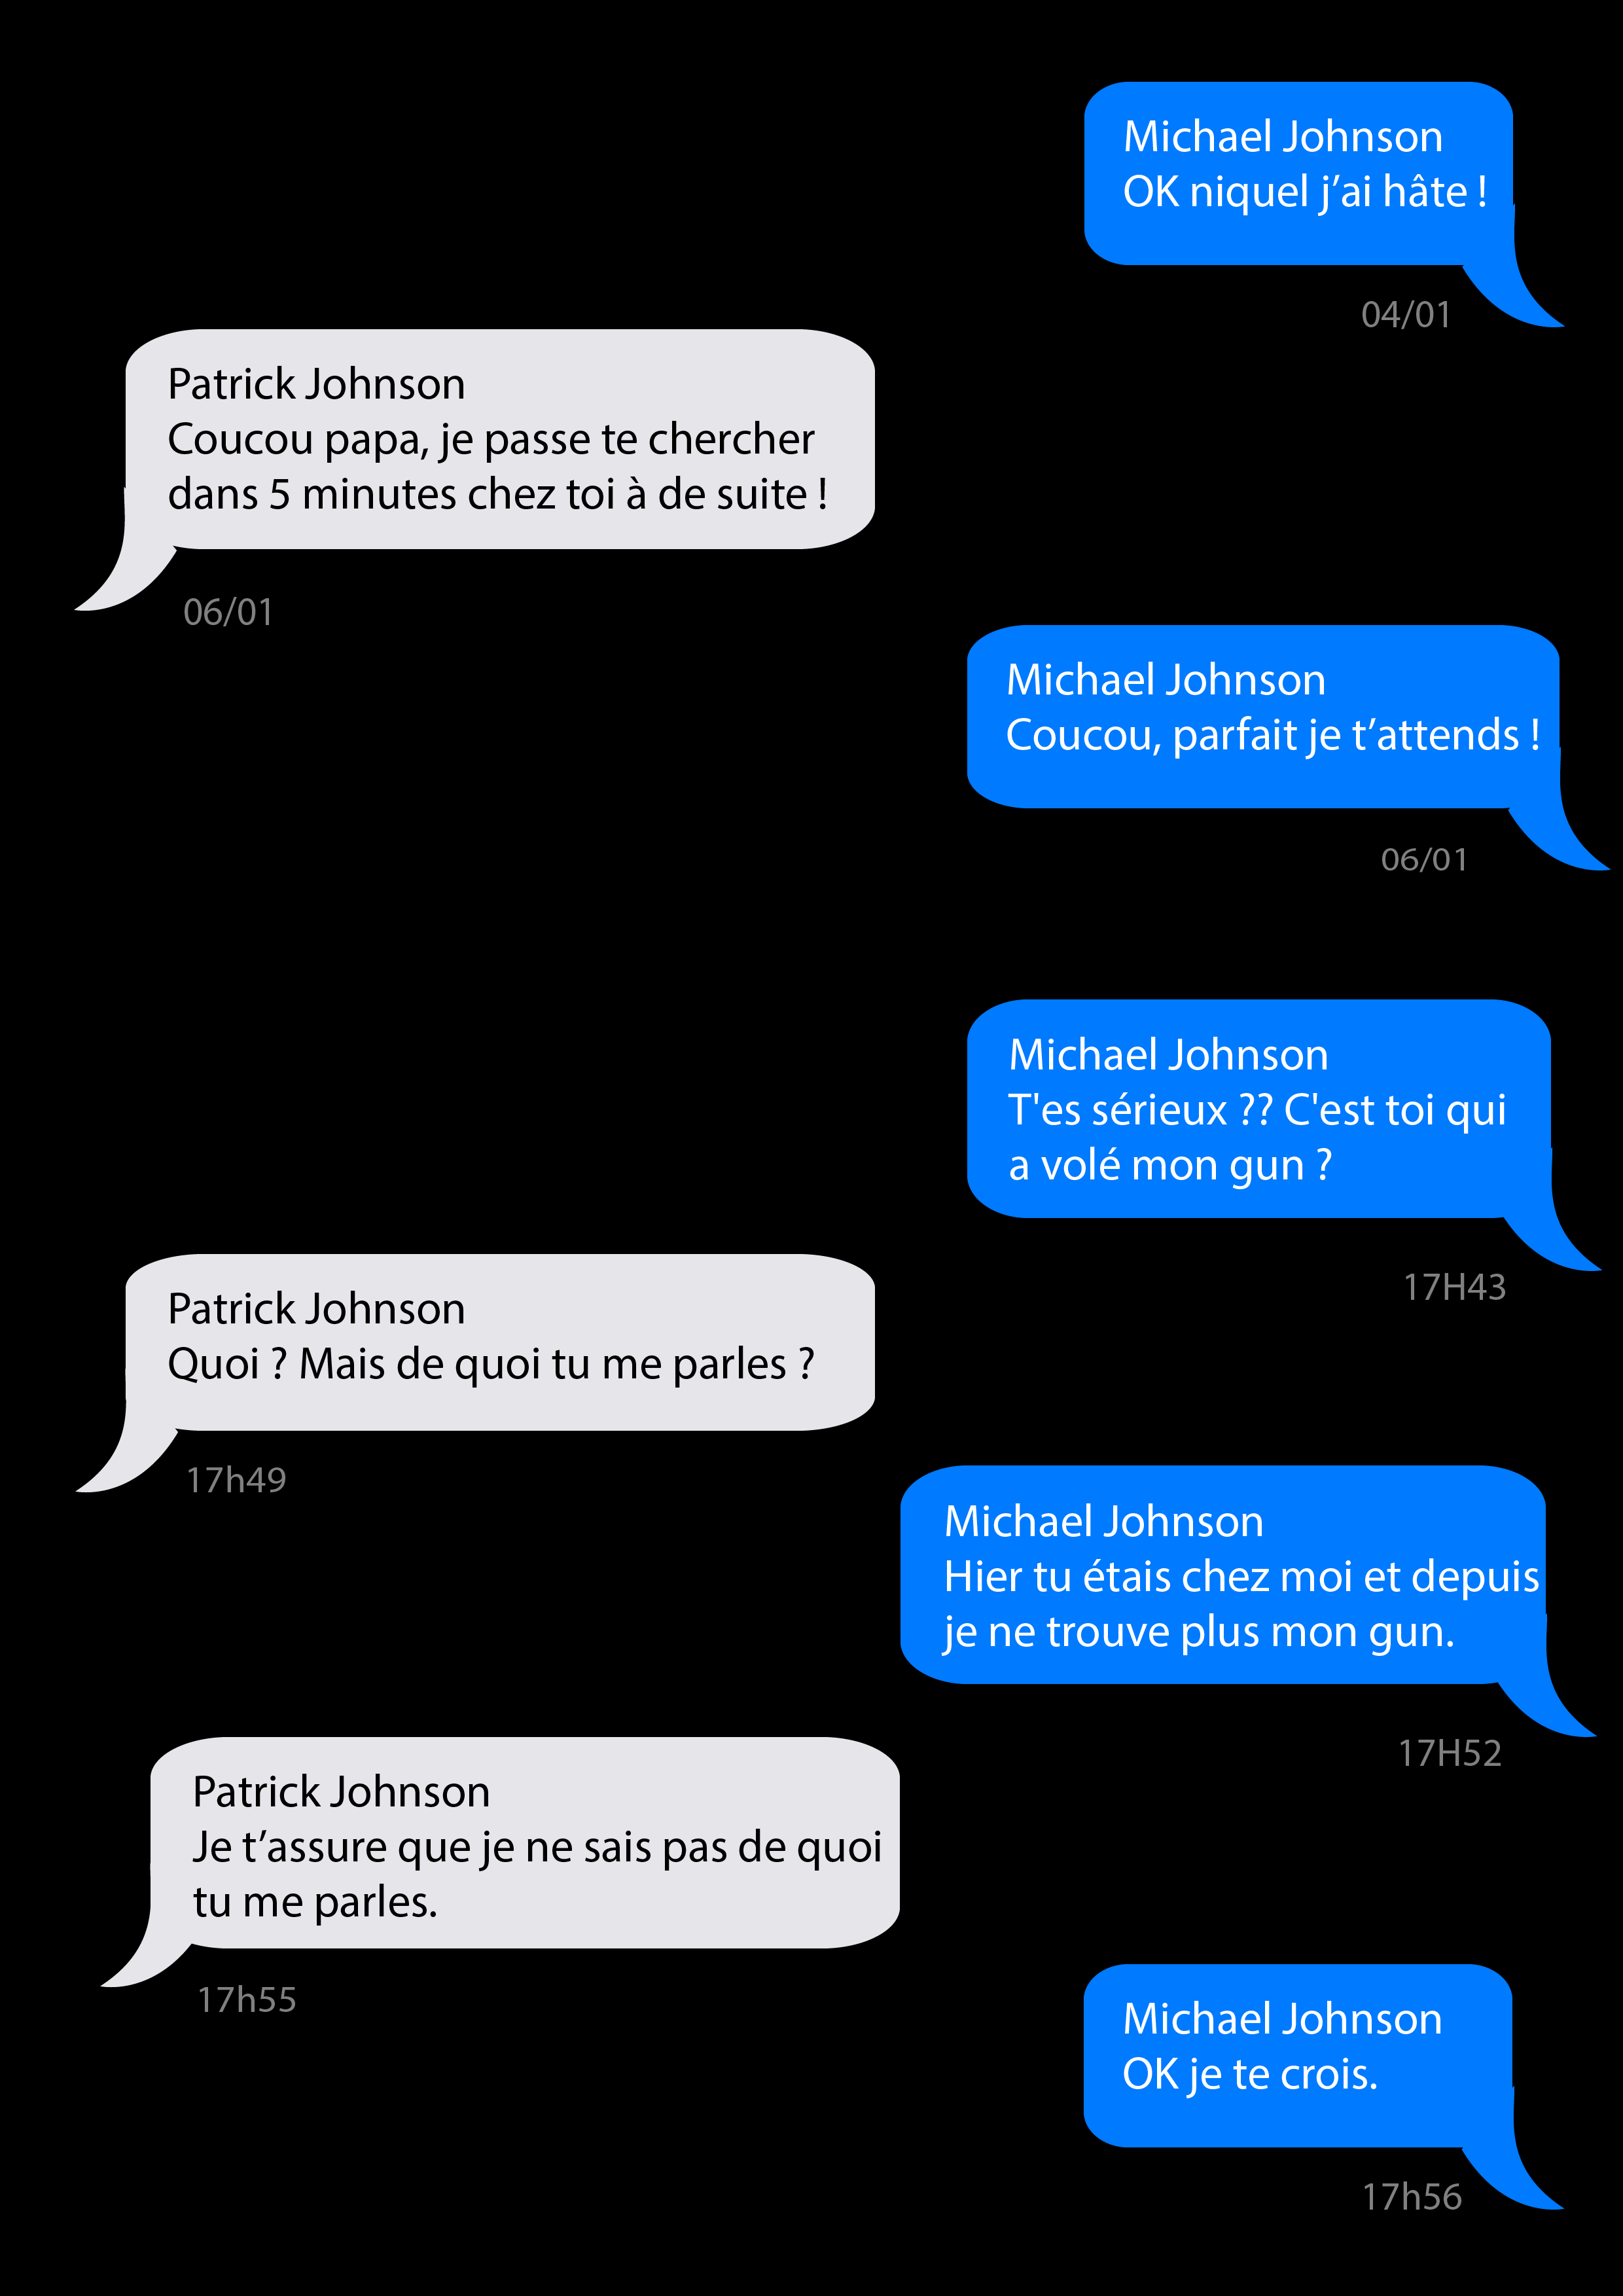 Michael Johnson
OK niquel j’ai hâte !
04/01
Patrick Johnson
Coucou papa, je passe te chercher
dans 5 minutes chez toi à de suite !
06/01
Michael Johnson
Coucou, parfait je t’attends !
06/01
Michael Johnson
T'es sérieux ?? C'est toi qui
a volé mon gun ?
17H43
Patrick Johnson
Quoi ? Mais de quoi tu me parles ?
17h49
Michael Johnson
Hier tu étais chez moi et depuis
je ne trouve plus mon gun.
17H52
Patrick Johnson
Je t’assure que je ne sais pas de quoi
tu me parles.
17h55
Michael Johnson
OK je te crois.
17h56